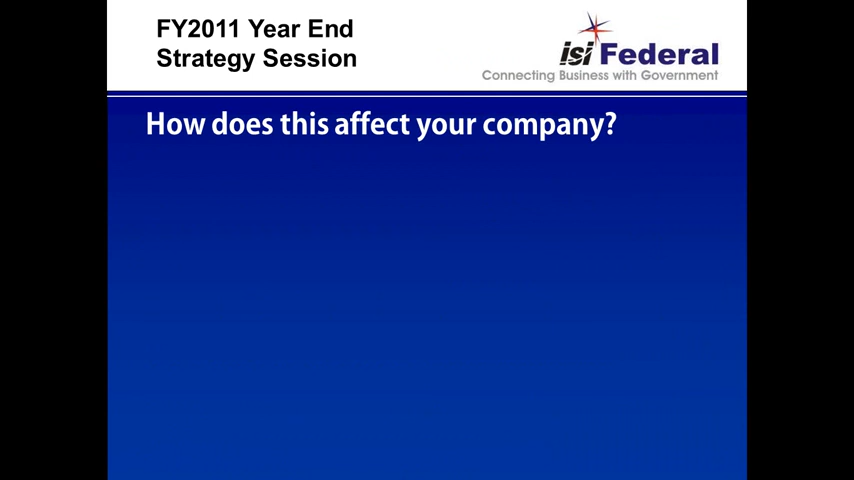 FY2011 Year End
Strategy Session
isi Federal
Connecting Business with Government
How does this affect your company?